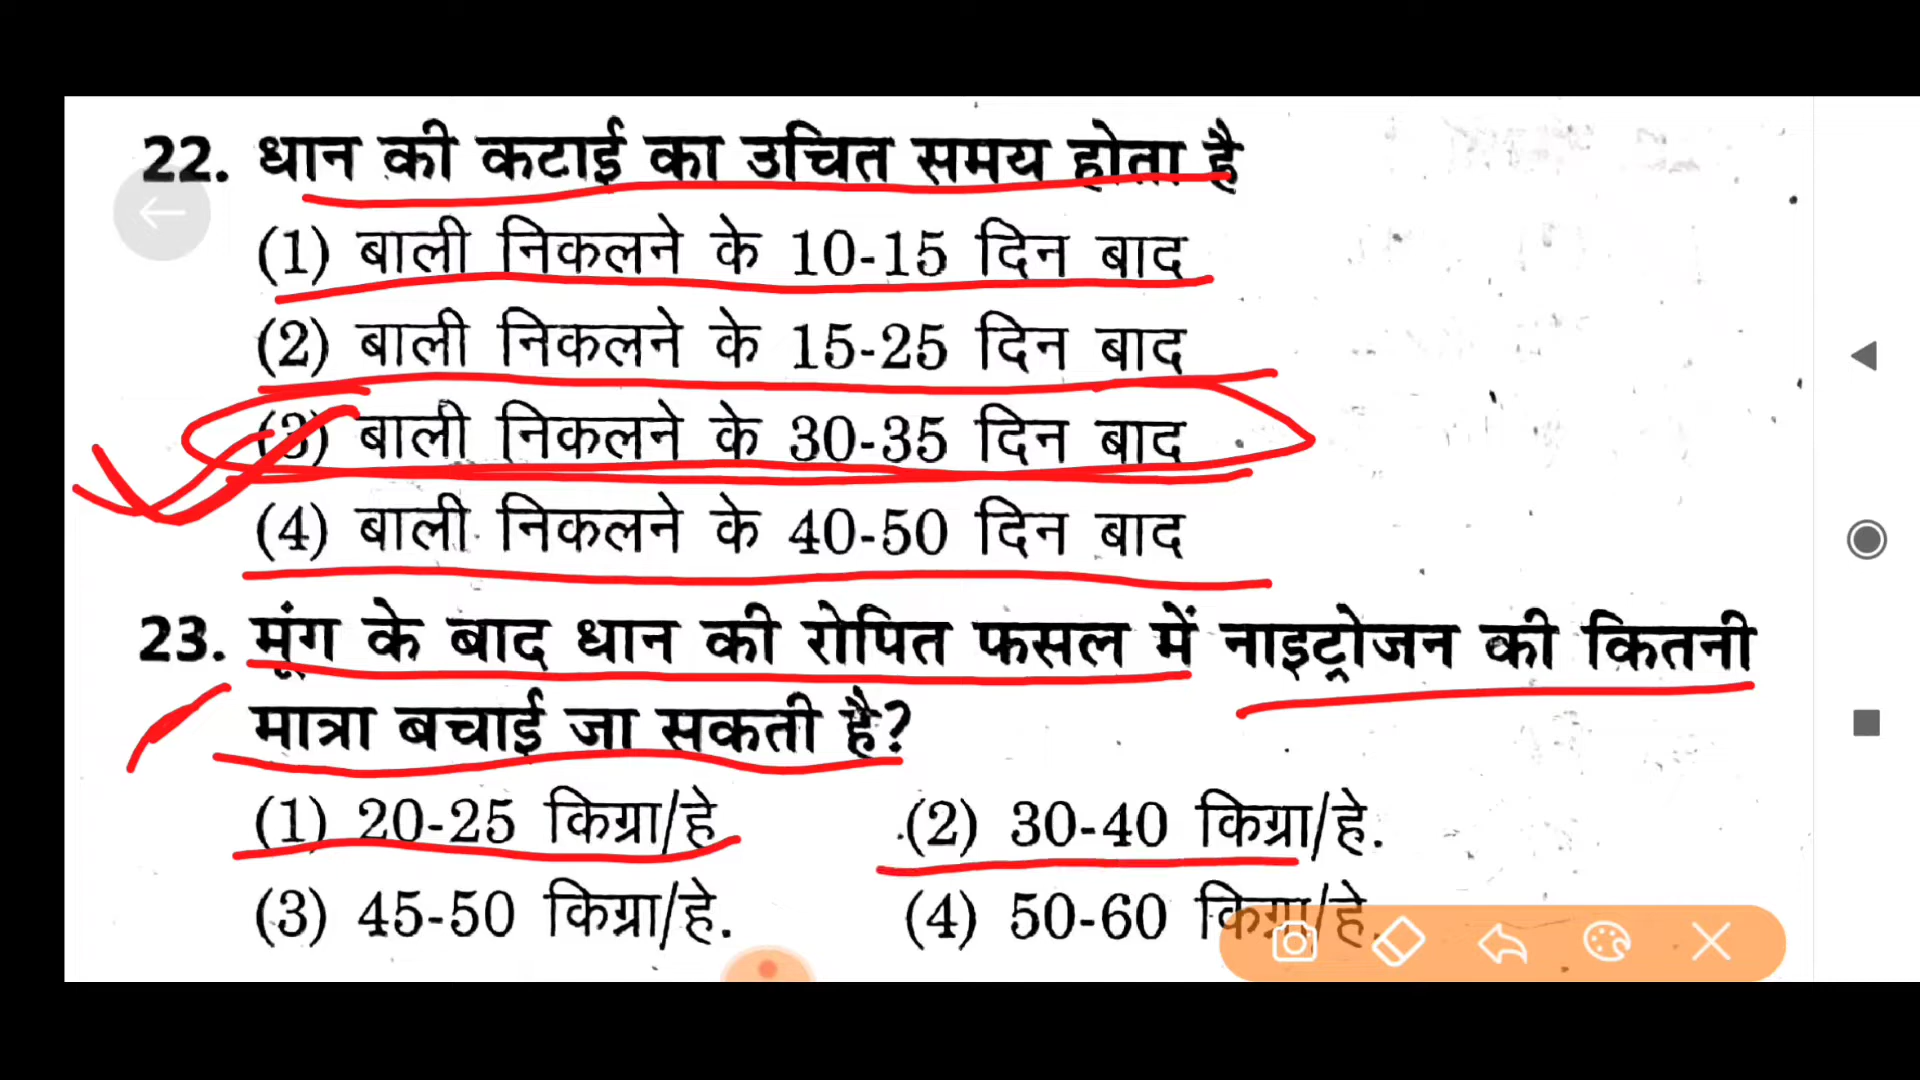 22. धान की कटाई का उचित समय होता है
(1) बाली निकलने के 10-15 दिन बाद
(2) बाली निकलने के 15-25 दिन बाद
(3) बाली निकलने के 30-35 दिन बाद
(4) बाली निकलने के 40-50 दिन बाद
23. मूंग के बाद धान की रोपित फसल में नाइट्रोजन की कितनी
मात्रा बचाई जा सकती है?
(1) 20-25 किग्रा/हे (2) 30-40 किग्रा/हे.
(3) 45-50 किग्रा/हे. (4) 50-60 किग्रा/हे.